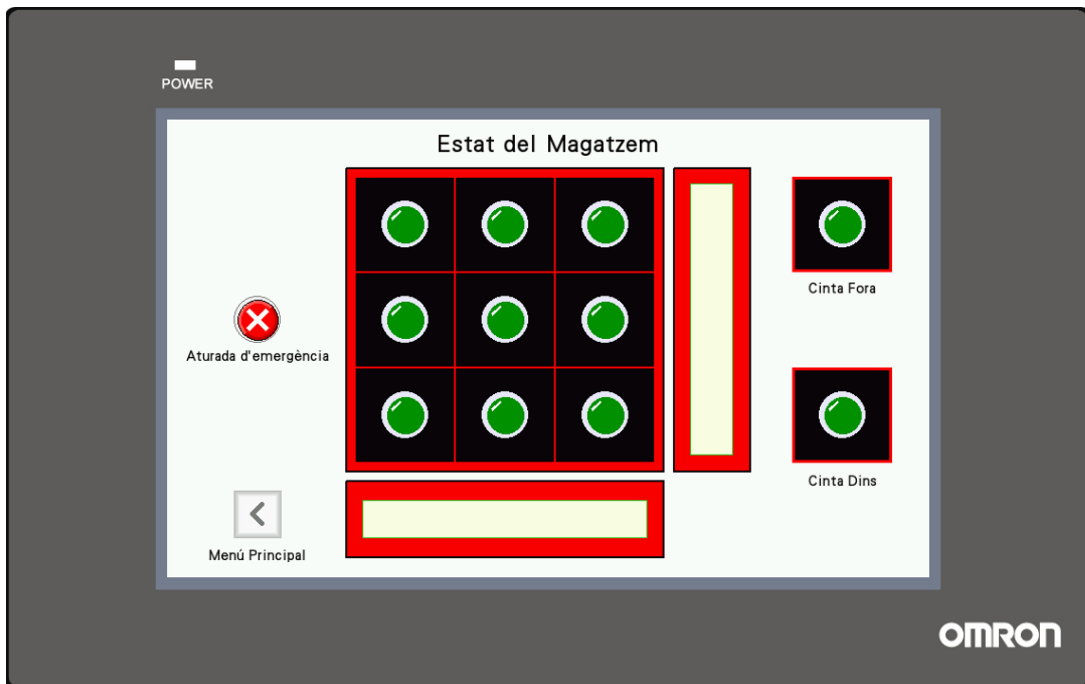 POWER
Estat del Magatzem
Cinta Fora
Aturada d'emergència
Cinta Dins
Menú Principal
OMRON